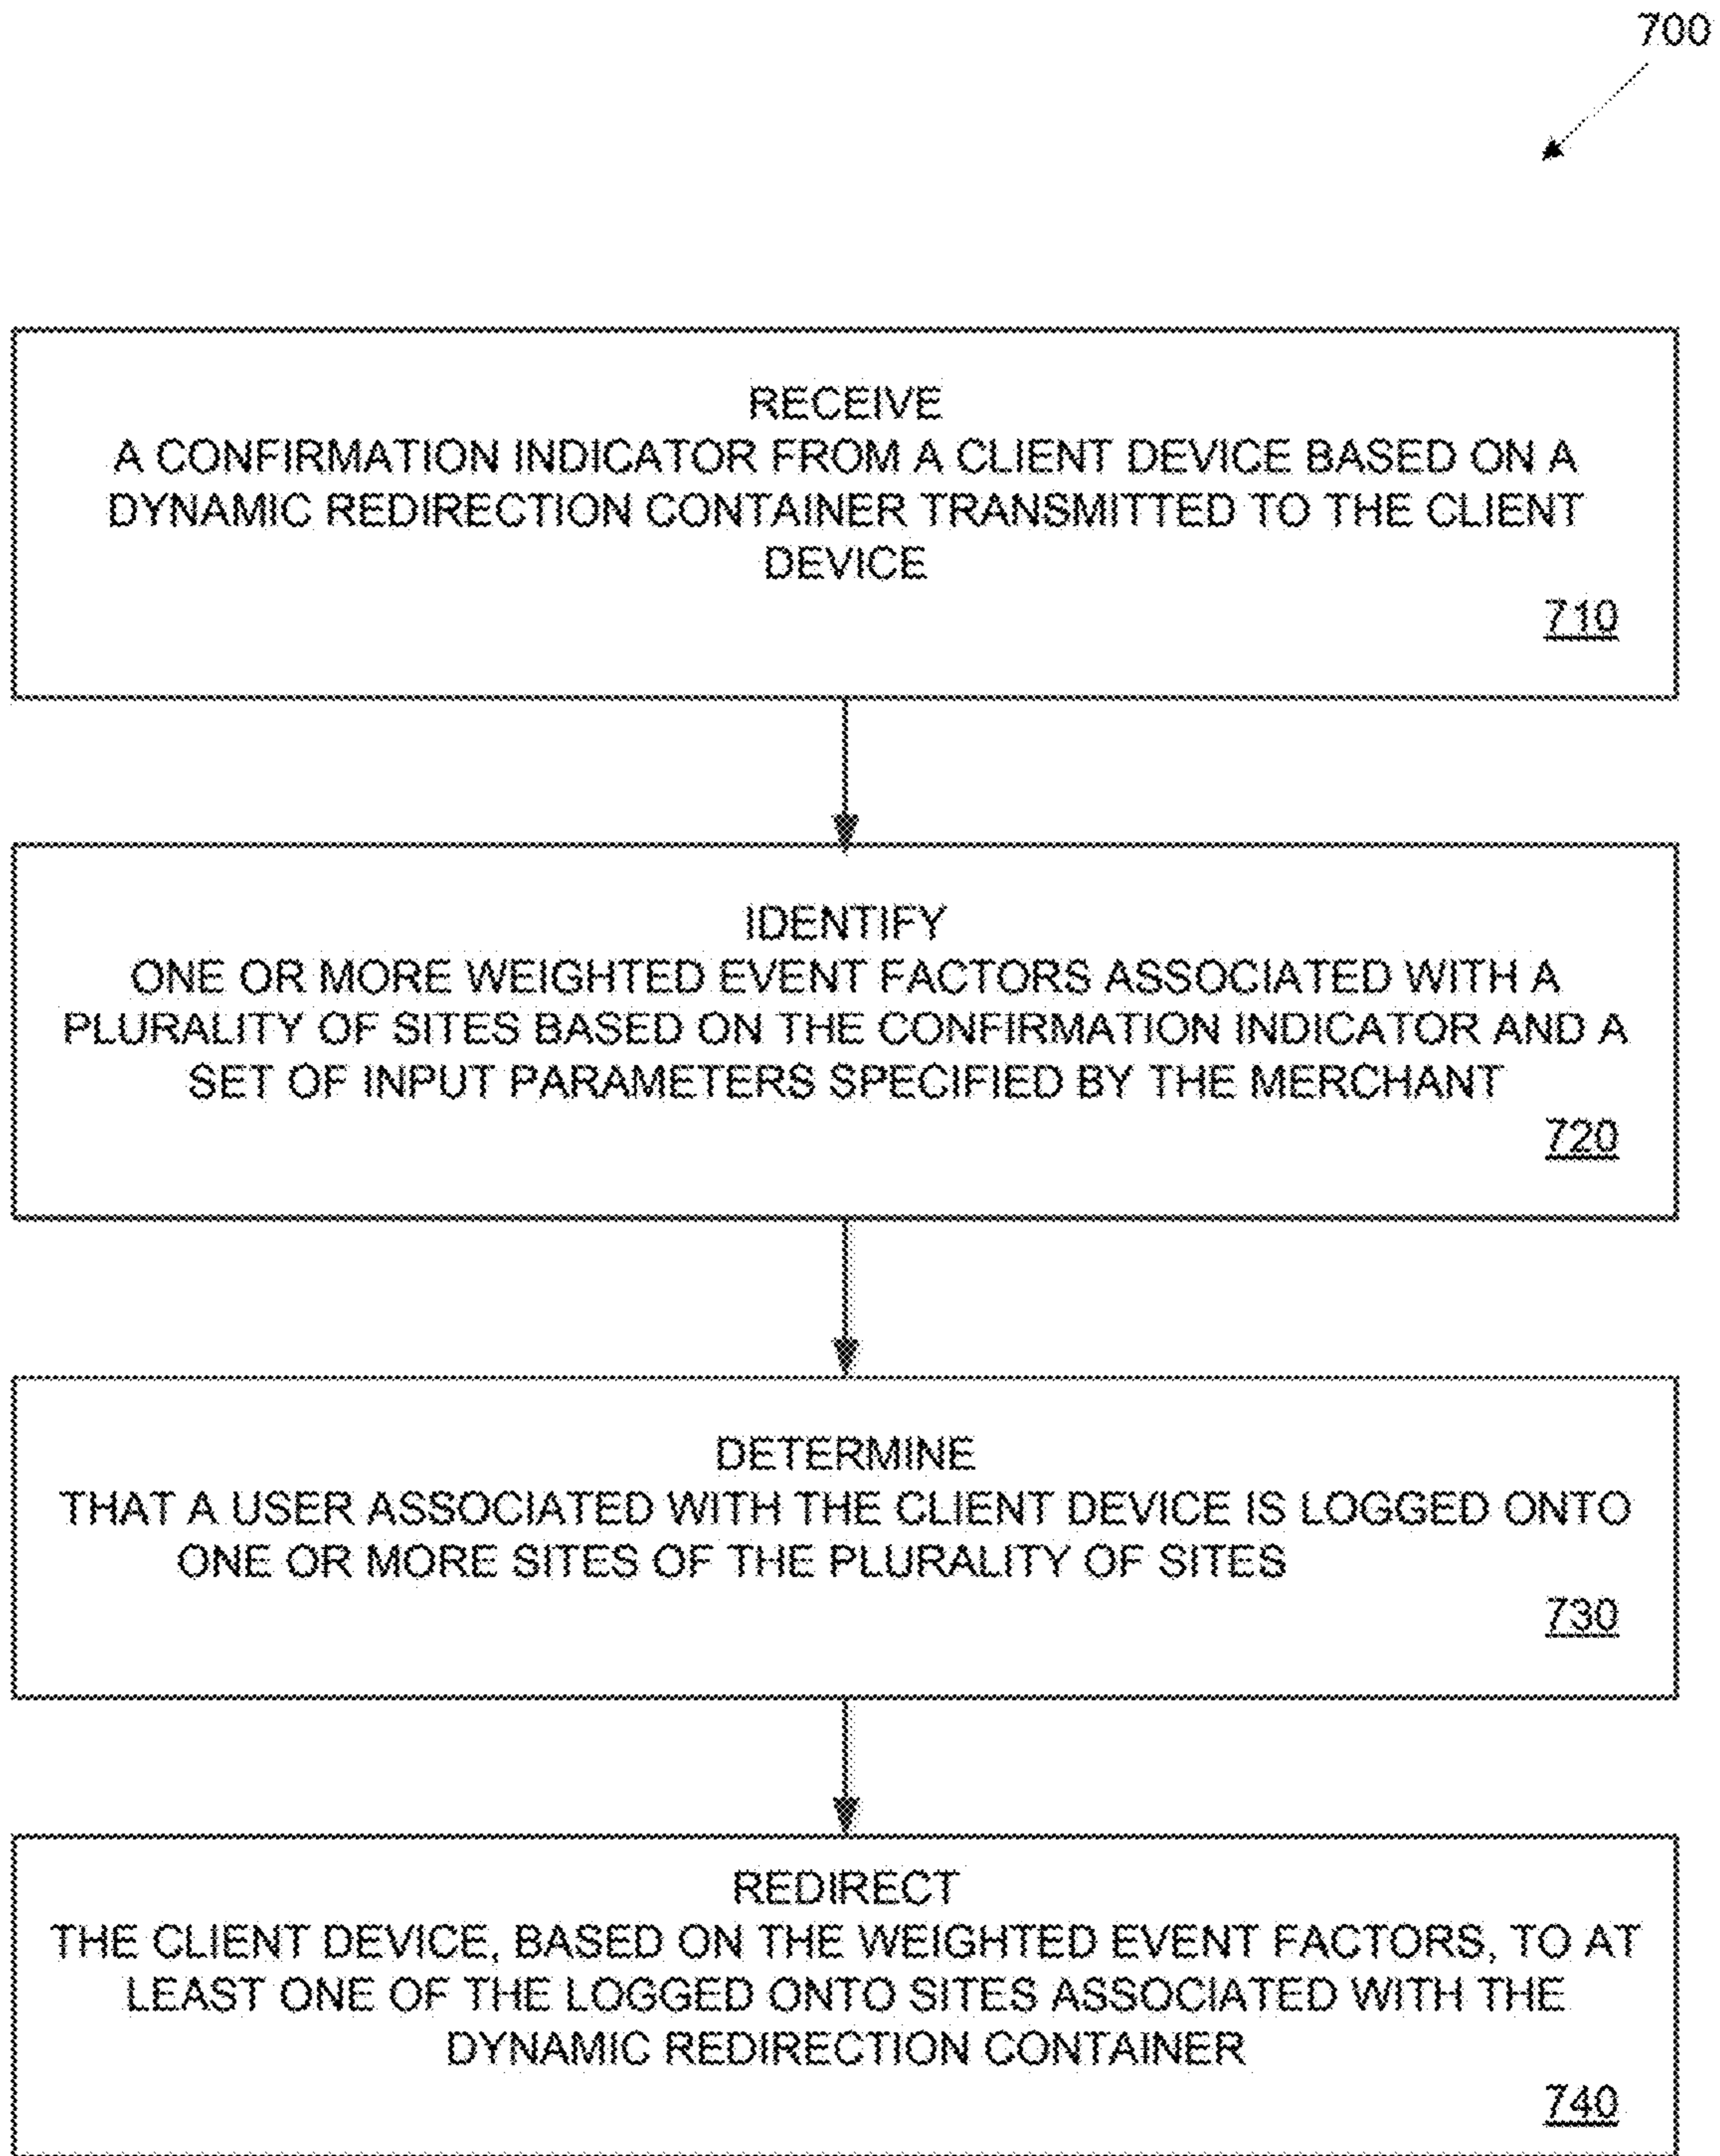 700
RECEIVE
A CONFIRMATION INDICATOR FROM A CLIENT DEVICE BASED ON A
DYNAMIC REDIRECTION CONTAINER TRANSMITTED TO THE CLIENT
DEVICE
710
IDENTIFY
ONE OR MORE WEIGHTED EVENT FACTORS ASSOCIATED WITH A
PLURALITY OF SITES BASED ON THE CONFIRMATION INDICATOR AND A
SET OF INPUT PARAMETERS SPECIFIED BY THE MERCHANT
720
DETERMINE
THAT A USER ASSOCIATED WITH THE CLIENT DEVICE IS LOGGED ONTO
ONE OR MORE SITES OF THE PLURALITY OF SITES
730
REDIRECT
THE CLIENT DEVICE, BASED ON THE WEIGHTED EVENT FACTORS, TO AT
LEAST ONE OF THE LOGGED ONTO SITES ASSOCIATED WITH THE
DYNAMIC REDIRECTION CONTAINER
740